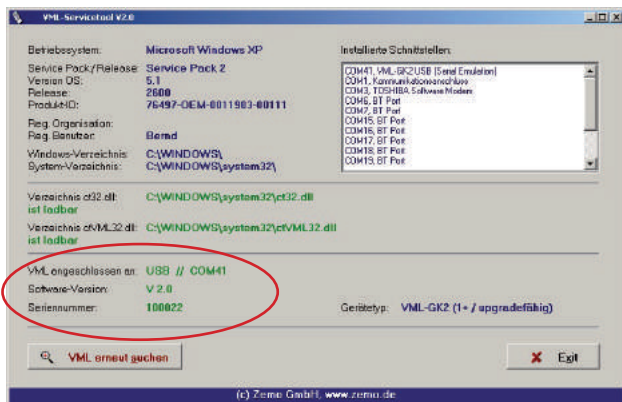 VML-Servicetool V2.0
Betriebssystem: Microsoft Windows XP
Service Pack/Release: Service Pack 2
Version OS: 5.1
Release: 2600
ProduktID: 76497-OEM-0011903-00111
Reg. Organisation:
Reg. Benutzer: Bernd
Windows-Verzeichnis: C:\WINDOWS\
System-Verzeichnis: C:\WINDOWS\system32\
Installierte Schnittstellen:
COM41, VML-GK2 USB (Serial Emulation)
COM1, Kommunikationsanschluss
COM3, TOSHIBA Software Modem
COM6, BT Port
COM7, BT Port
COM15, BT Port
COM16, BT Port
COM17, BT Port
COM18, BT Port
COM19, BT Port
Verzeichnis ct32.dll: C:\WINDOWS\system32\ct32.dll
ist ladbar
Verzeichnis ctVML32.dll: C:\WINDOWS\system32\ctVML32.dll
ist ladbar
VML angeschlossen an: USB // COM41
Software-Version: V 2.0
Seriennummer: 100022
Gerätetyp: VML-GK2 (1+ / upgradefähig)
VML erneut suchen
Exit
(c) Zemo GmbH, www.zemo.de